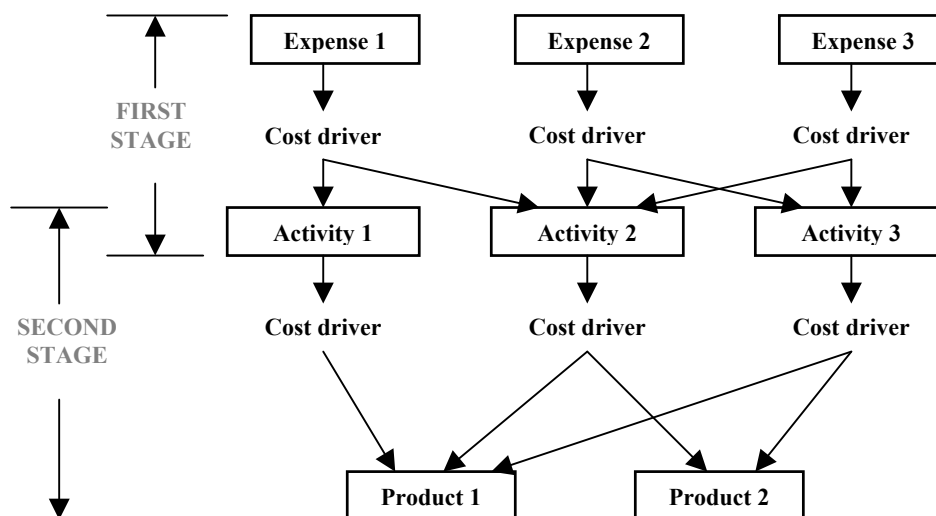 Expense 1
Expense 2
Expense 3
FIRST
STAGE
Cost driver
Cost driver
Cost driver
Activity 1
Activity 2
Activity 3
SECOND
STAGE
Cost driver
Cost driver
Cost driver
Product 1
Product 2